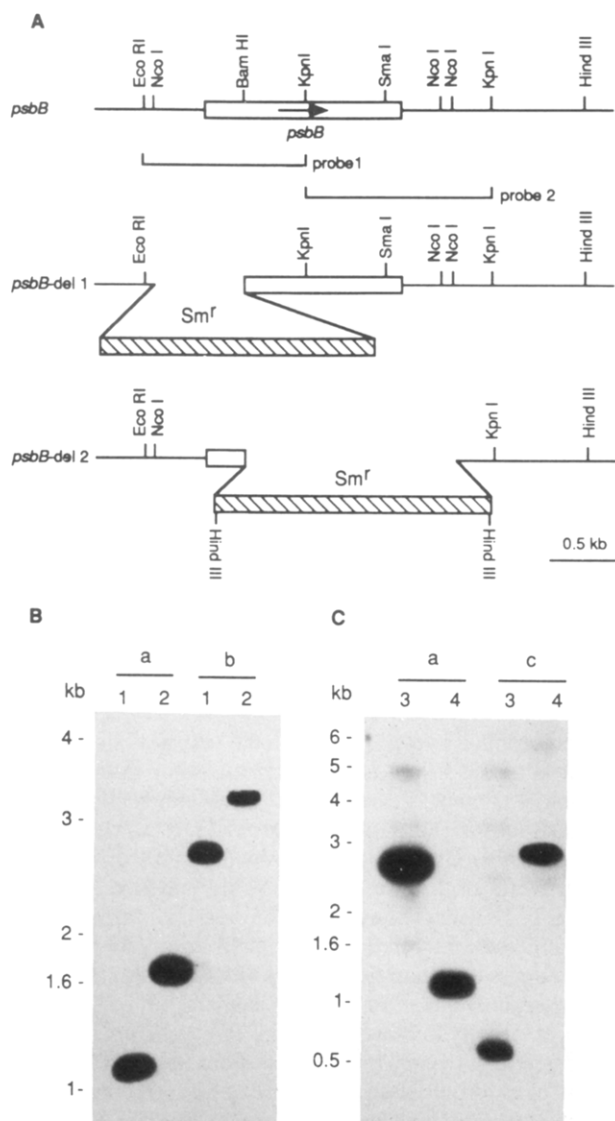 A
Eco RI Nco I Bam HI KpnI Sma I Nco I Nco I Kpn I Hind III
psbB
psbB
probe1
probe 2
Eco RI KpnI Sma I Nco I Nco I Kpn I Hind III
psbB-del 1
Smʳ
Eco RI Nco I Kpn I Hind III
psbB-del 2
Smʳ
Hind III Hind III
0.5 kb
B
a b
kb 1 2 1 2
4 -
3 -
2 -
1.6 -
1-
C
a c
kb 3 4 3 4
6 -
5 -
4 -
3 -
2 -
1.6 -
1-
0.5 -